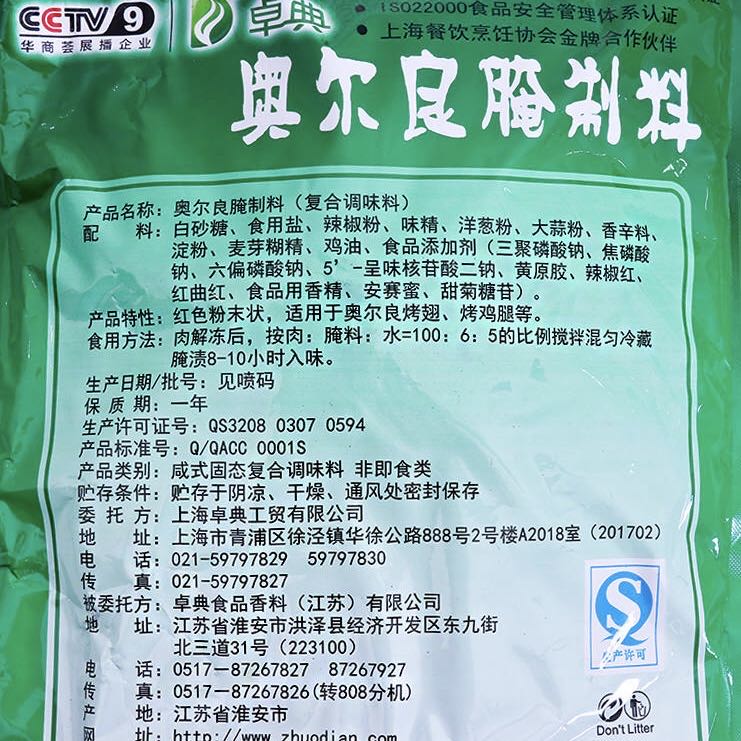 CCTV 9
华商荟展播企业
卓典
ISO22000食品安全管理体系认证
上海餐饮烹饪协会金牌合作伙伴
奥尔良腌制料
产品名称：奥尔良腌制料（复合调味料）
配　　料：白砂糖、食用盐、辣椒粉、味精、洋葱粉、大蒜粉、香辛料、
淀粉、麦芽糊精、鸡油、食品添加剂（三聚磷酸钠、焦磷酸
钠、六偏磷酸钠、5'-呈味核苷酸二钠、黄原胶、辣椒红、
红曲红、食品用香精、安赛蜜、甜菊糖苷）。
产品特性：红色粉末状，适用于奥尔良烤翅、烤鸡腿等。
食用方法：肉解冻后，按肉：腌料：水=100：6：5的比例搅拌混匀冷藏
腌渍8-10小时入味。
生产日期/批号：见喷码
保 质 期：一年
生产许可证号：QS3208 0307 0594
产品标准号：Q/QACC 0001S
产品类别：咸式固态复合调味料 非即食类
贮存条件：贮存于阴凉、干燥、通风处密封保存
委 托 方：上海卓典工贸有限公司
地　　址：上海市青浦区徐泾镇华徐公路888号2号楼A2018室（201702）
电　　话：021-59797829 59797830
传　　真：021-59797827
被委托方：卓典食品香料（江苏）有限公司
地　　址：江苏省淮安市洪泽县经济开发区东九街
北三道31号（223100）
电　　话：0517-87267827 87267927
传　　真：0517-87267826(转808分机)
产　　地：江苏省淮安市
网　　址：http://www.zhuodian.com
生产许可
Don't Litter